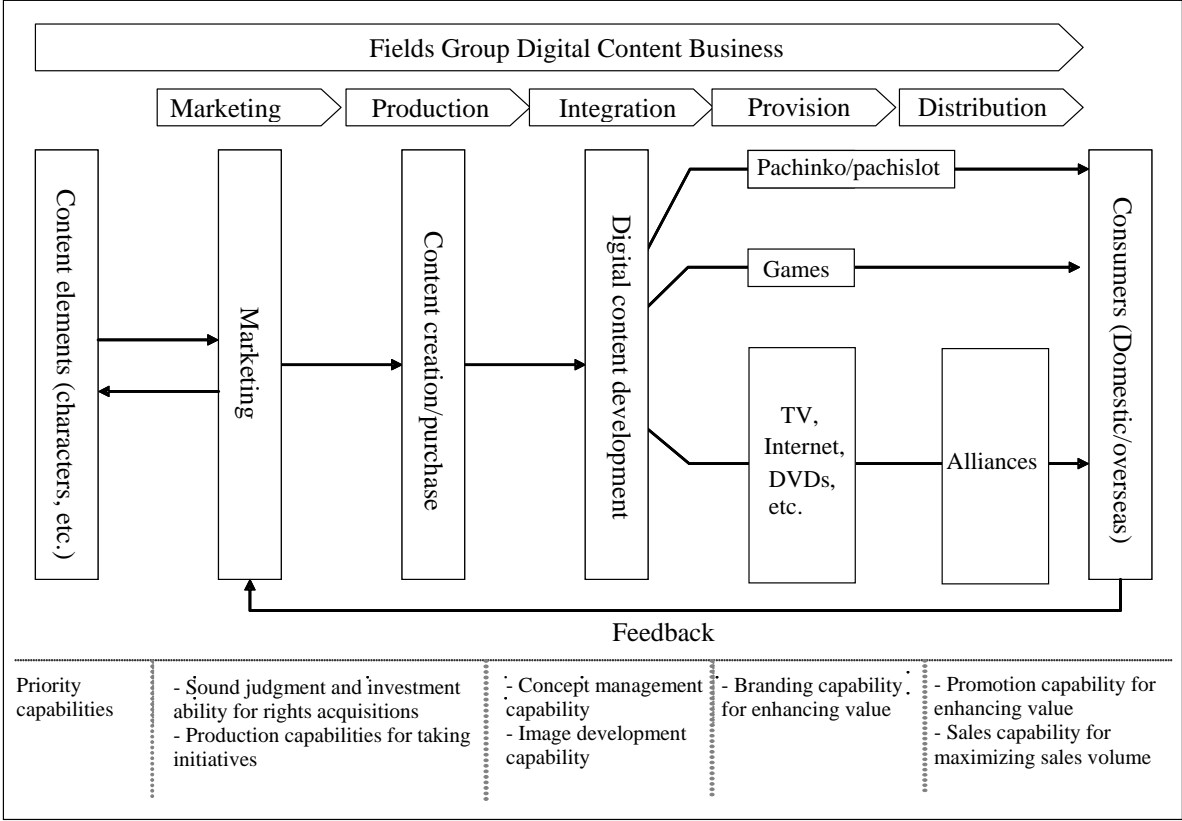 Fields Group Digital Content Business
Marketing
Production
Integration
Provision
Distribution
Content elements (characters, etc.)
Marketing
Content creation/purchase
Digital content development
Pachinko/pachislot
Games
TV,
Internet,
DVDs,
etc.
Alliances
Consumers (Domestic/overseas)
Feedback
Priority
capabilities
- Sound judgment and investment
ability for rights acquisitions
- Production capabilities for taking
initiatives
- Concept management
capability
- Image development
capability
- Branding capability
for enhancing value
- Promotion capability for
enhancing value
- Sales capability for
maximizing sales volume